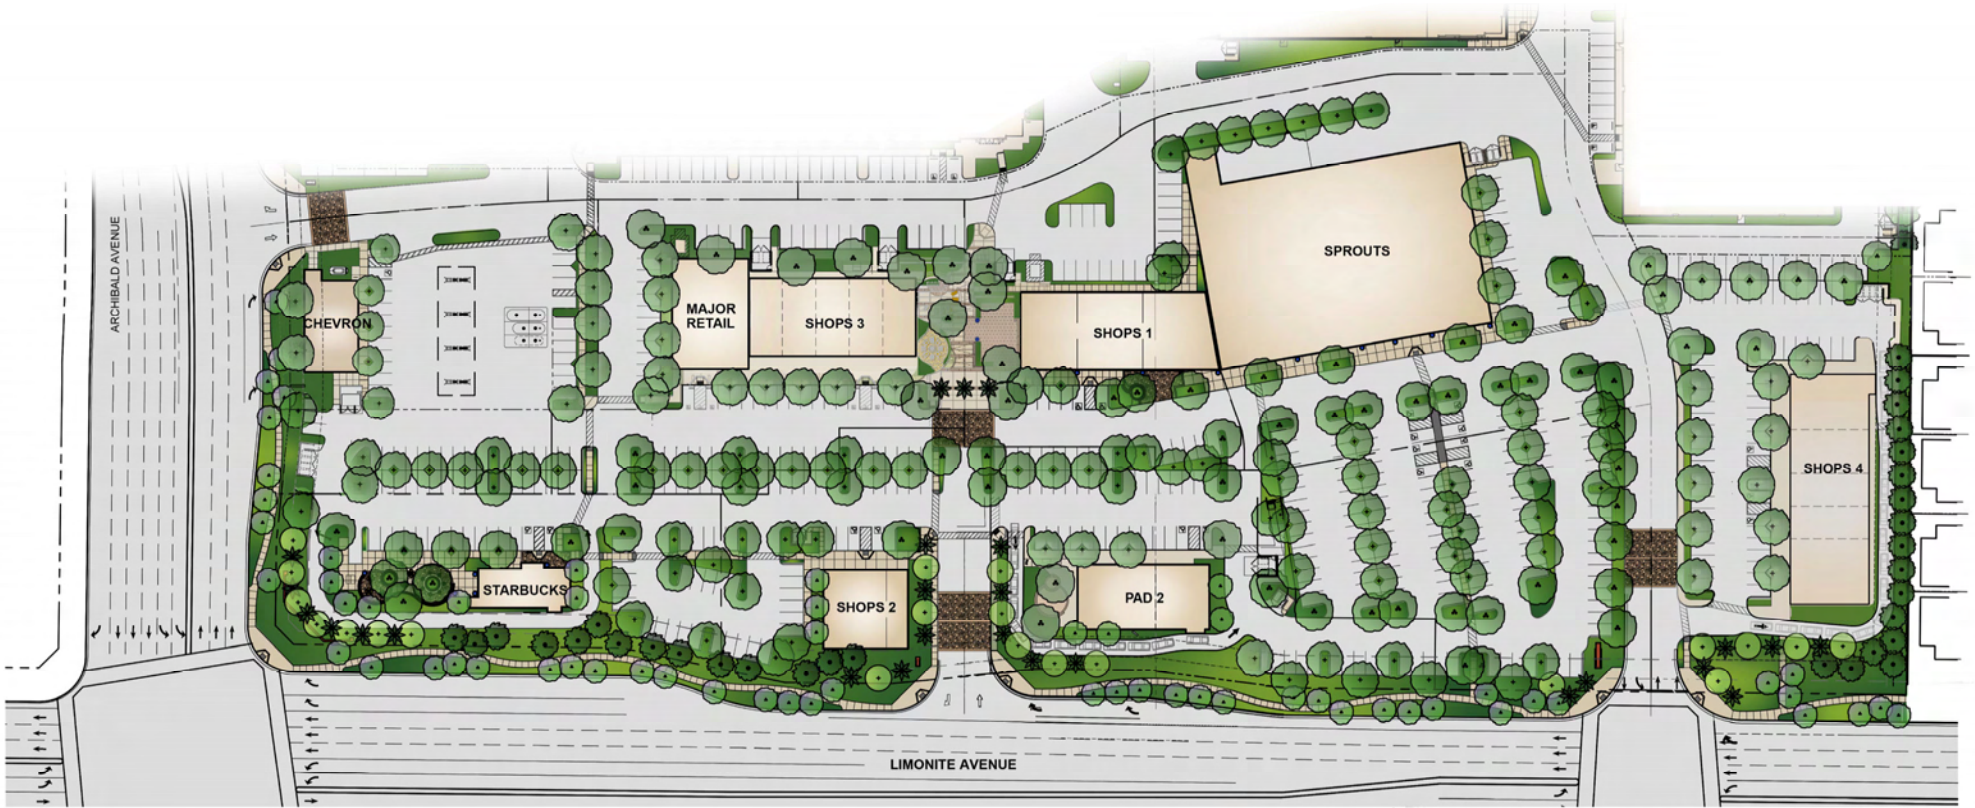 ARCHIBALD AVENUE
CHEVRON
MAJOR
RETAIL
SHOPS 3
SHOPS 1
SPROUTS
SHOPS 4
STARBUCKS
SHOPS 2
PAD 2
LIMONITE AVENUE